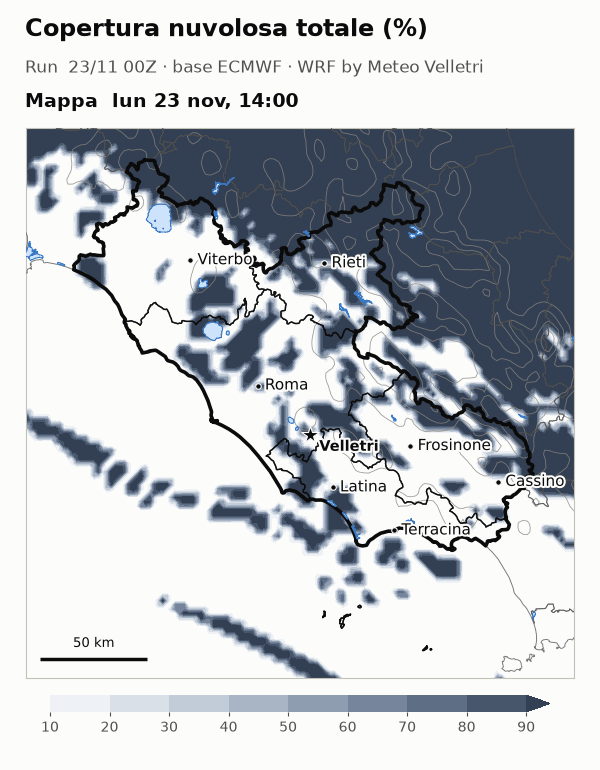 Copertura nuvolosa totale (%)
Run 23/11 00Z · base ECMWF · WRF by Meteo Velletri
Mappa lun 23 nov, 14:00
Viterbo
Rieti
Roma
Velletri
Frosinone
Latina
Cassino
Terracina
50 km
10 20 30 40 50 60 70 80 90